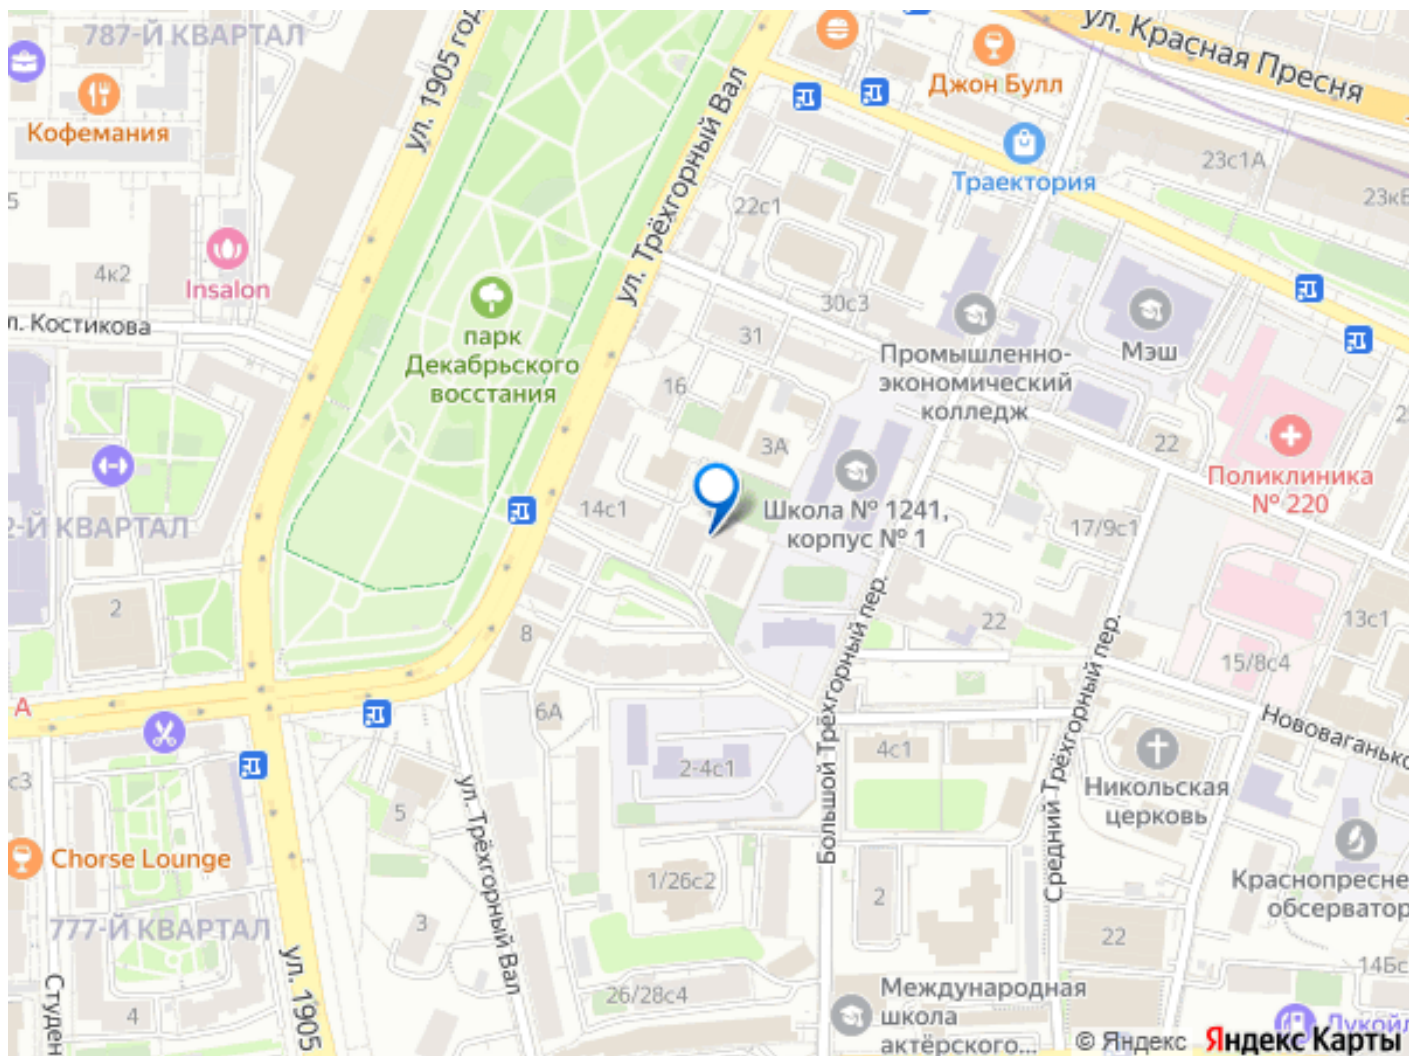 787-Й КВАРТАЛ
ул. 1905 год
ул. Красная Пресня
Джон Булл
Кофемания
ул. Трёхгорный Вал
Траектория
23с1А
23кБ
5
22с1
4к2
Insalon
30с3
л. Костикова
парк
Декабрьского
восстания
31
Промышленно-
экономический
колледж
Мэш
16
3А
22
Поликлиника
№ 220
2-Й КВАРТАЛ
14с1
Школа № 1241,
корпус № 1
17/9с1
2
8
22
13с1
15/8с4
Большой Трёхгорный пер.
Средний Трёхгорный пер.
А
6А
Нововаганько
4с1
2-4с1
Никольская
церковь
с3
5
ул. Трёхгорный Вал
Chorse Lounge
1/26с2
2
Краснопресне
обсерватор
777-Й КВАРТАЛ
3
22
ул. 1905
14Бс
Студен
4
26/28с4
Международная
школа
актёрского...
Лукойл
© Яндекс Яндекс Карты